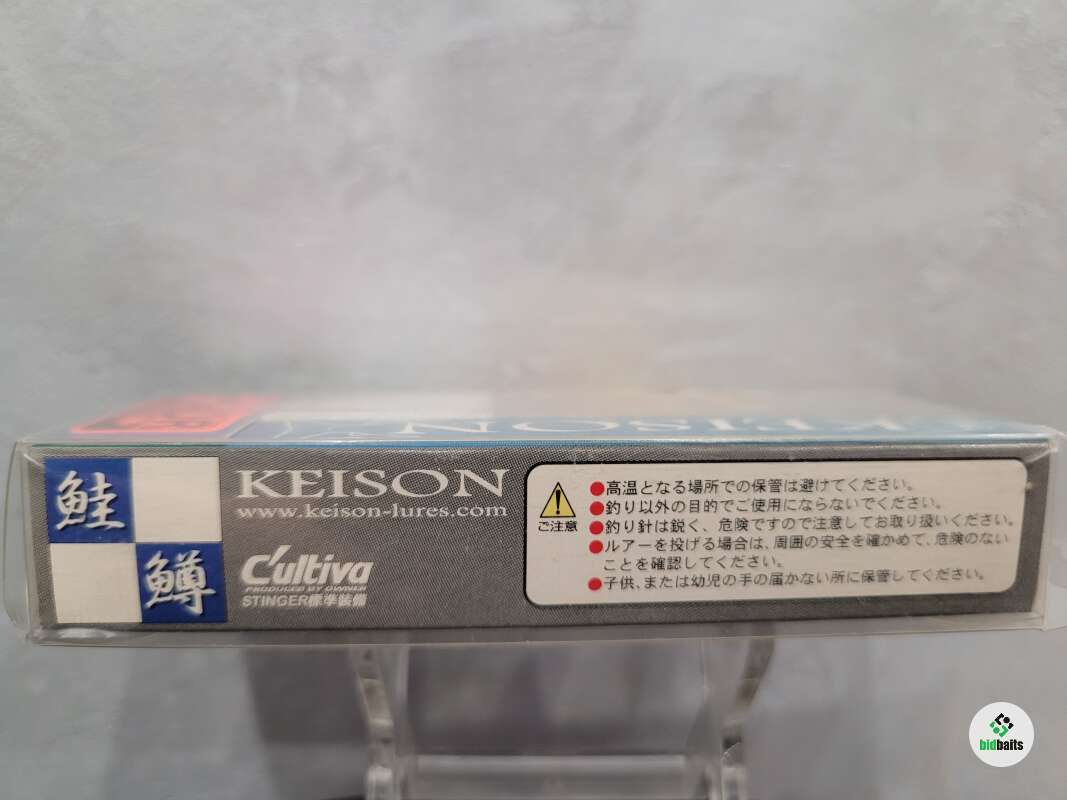 KEISON
鮭
鱒
KEISON
www.keison-lures.com
C'ultiva
PRODUCED BY OWNER
STINGER標準装備
ご注意
●高温となる場所での保管は避けてください。
●釣り以外の目的でご使用にならないでください。
●釣り針は鋭く、危険ですので注意してお取り扱いください。
●ルアーを投げる場合は、周囲の安全を確かめて、危険のない
ことを確認してください。
●子供、または幼児の手の届かない所に保管してください。
bidbaits